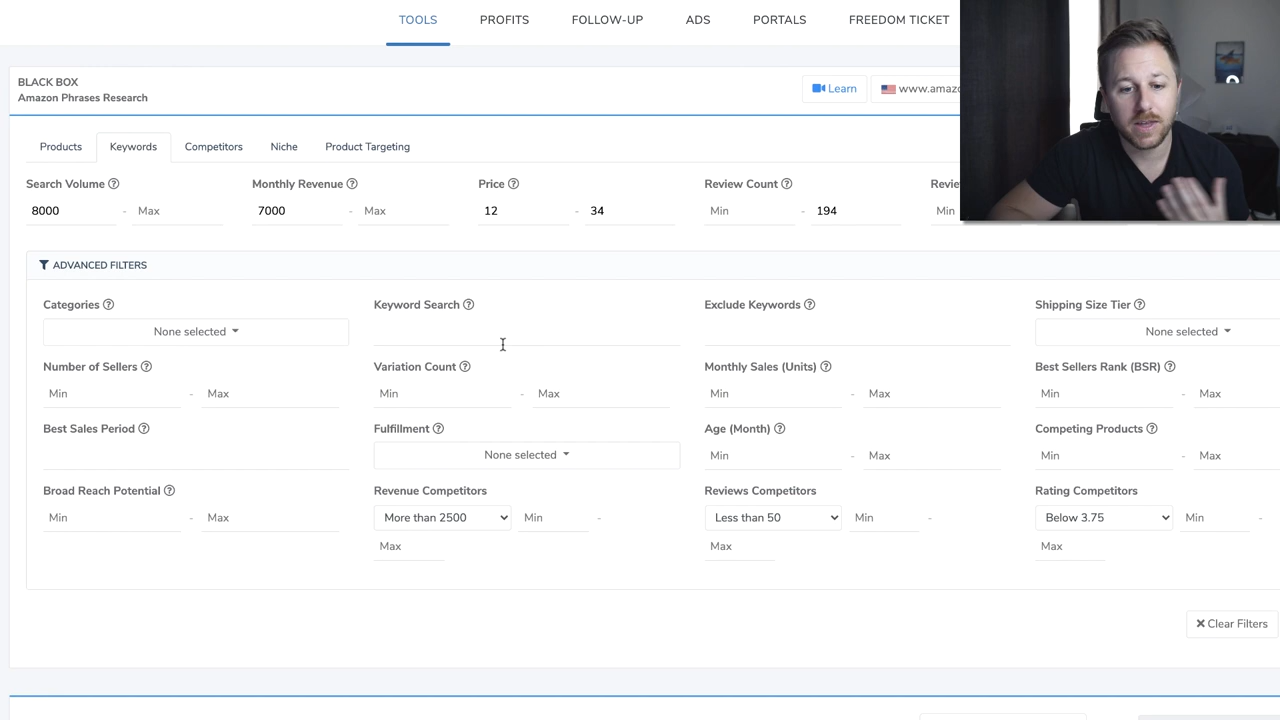 TOOLS PROFITS FOLLOW-UP ADS PORTALS FREEDOM TICKET
BLACK BOX
Amazon Phrases Research
Learn www.amazo
Products Keywords Competitors Niche Product Targeting
Search Volume Monthly Revenue Price Review Count Revie
8000 - Max 7000 - Max 12 - 34 Min - 194 Min
ADVANCED FILTERS
Categories Keyword Search Exclude Keywords Shipping Size Tier
None selected None selected
Number of Sellers Variation Count Monthly Sales (Units) Best Sellers Rank (BSR)
Min - Max Min - Max Min - Max Min - Max
Best Sales Period Fulfillment Age (Month) Competing Products
None selected Min - Max Min - Max
Broad Reach Potential Revenue Competitors Reviews Competitors Rating Competitors
Min - Max More than 2500 Min - Less than 50 Min - Below 3.75 Min -
Max Max Max
Clear Filters